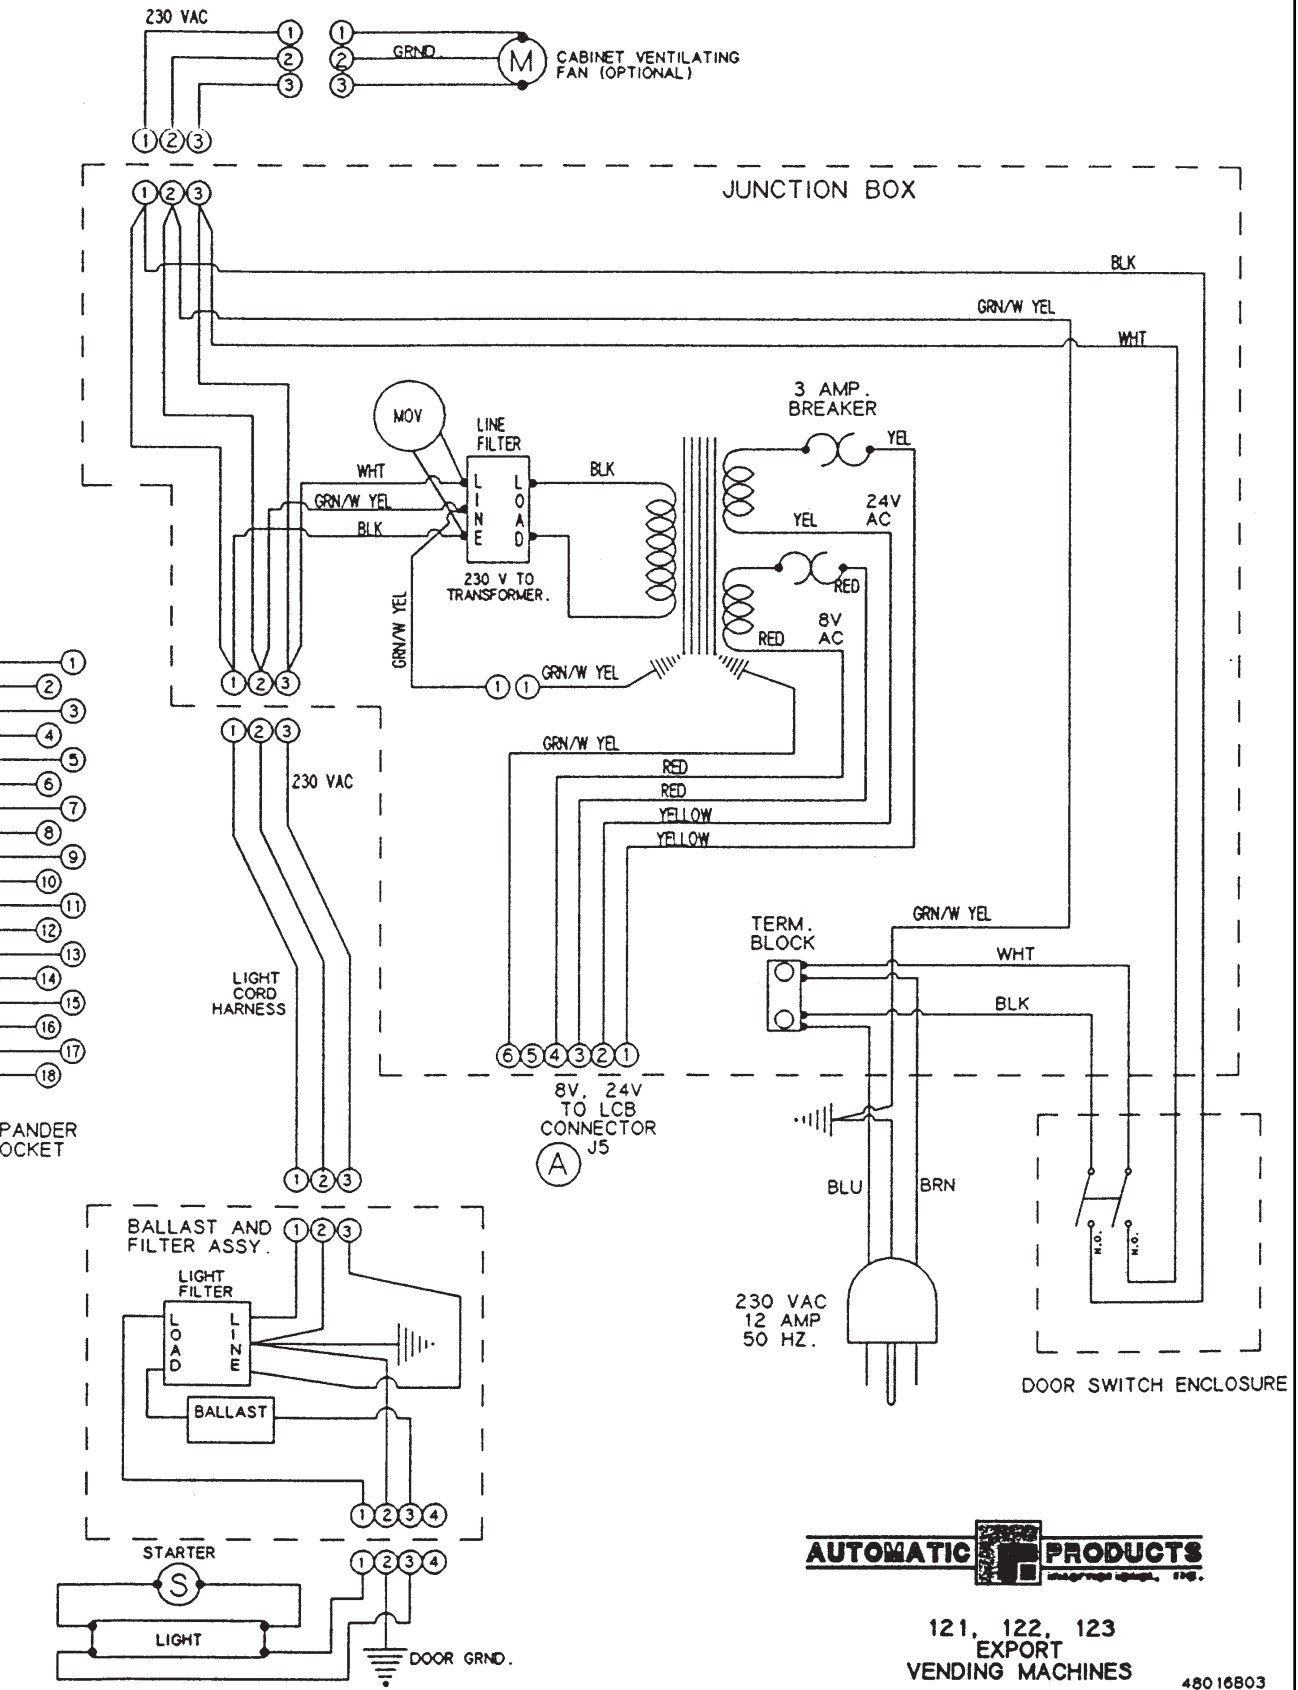 230 VAC
1 1
2 GRND. 2
3 3
M
CABINET VENTILATING
FAN (OPTIONAL)
1 2 3
JUNCTION BOX
1 2 3
BLK
GRN/W YEL
WHT
3 AMP.
BREAKER
MOV
LINE
FILTER
YEL
WHT
LINE
LOAD
BLK
GRN/W YEL
24V
AC
YEL
BLK
230 V TO
TRANSFORMER.
RED
8V
AC
RED
GRN/W YEL
GRN/W YEL
1 1
1 2 3
1 2 3
GRN/W YEL
RED
RED
YELLOW
YELLOW
230 VAC
1
2
3
4
5
6
7
8
9
10
11
12
13
14
15
16
17
18
PANDER
OCKET
LIGHT
CORD
HARNESS
GRN/W YEL
TERM.
BLOCK
WHT
BLK
6 5 4 3 2 1
8V, 24V
TO LCB
CONNECTOR
J5
A
BLU
BRN
N.O.
N.O.
230 VAC
12 AMP
50 HZ.
DOOR SWITCH ENCLOSURE
1 2 3
BALLAST AND
FILTER ASSY.
1 2 3
LIGHT
FILTER
LOAD
LINE
BALLAST
1 2 3 4
1 2 3 4
STARTER
S
LIGHT
DOOR GRND.
AUTOMATIC PRODUCTS
international, inc.
121, 122, 123
EXPORT
VENDING MACHINES
48016803